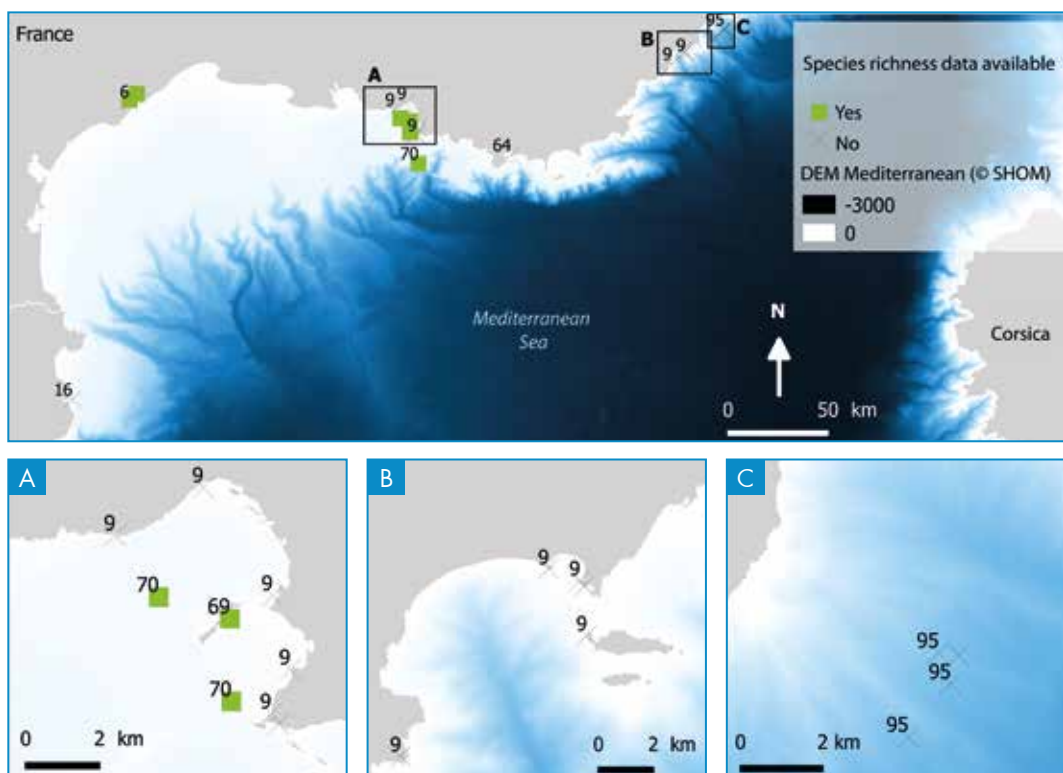 France
95
C
B
9
9
Species richness data available
A
9
9
6
Yes
9
64
No
70
DEM Mediterranean (© SHOM)
-3000
0
Mediterranean
Sea
N
Corsica
16
0 50 km
A
9
9
70
9
69
9
70
9
0 2 km
B
9
9
9
9
0 2 km
C
95
95
95
0 2 km